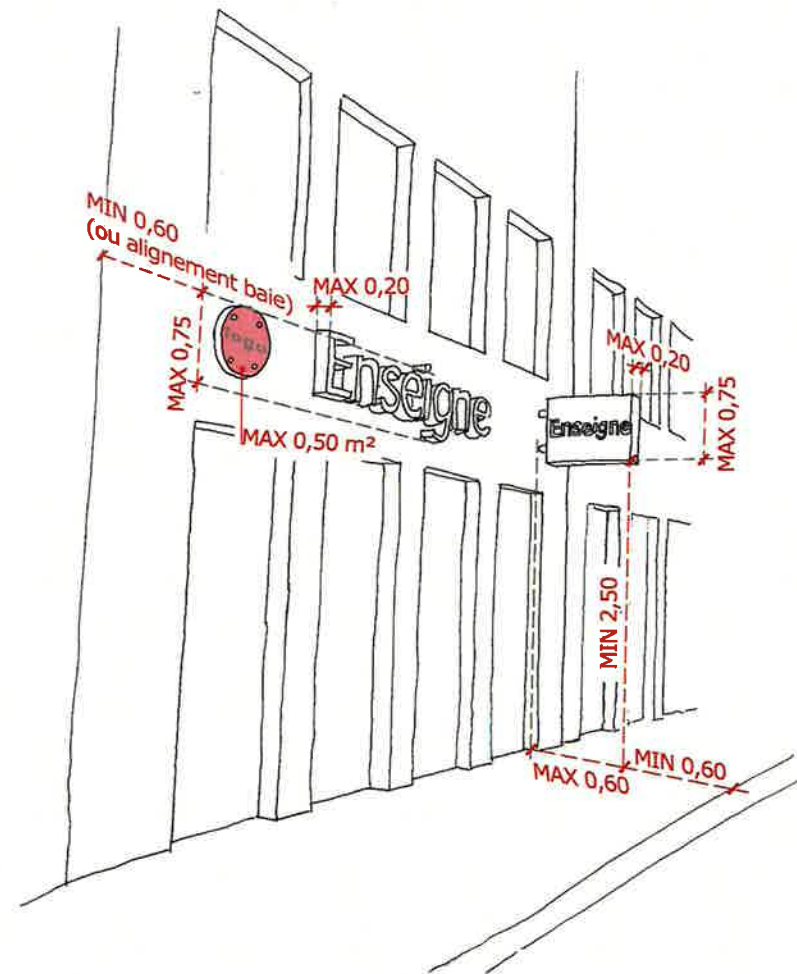 MIN 0,60
(ou alignement baie)
MAX 0,20
MAX 0,75
logo
Enseigne
MAX 0,50 m²
MAX 0,20
Enseigne
MAX 0,75
MIN 2,50
MAX 0,60
MIN 0,60